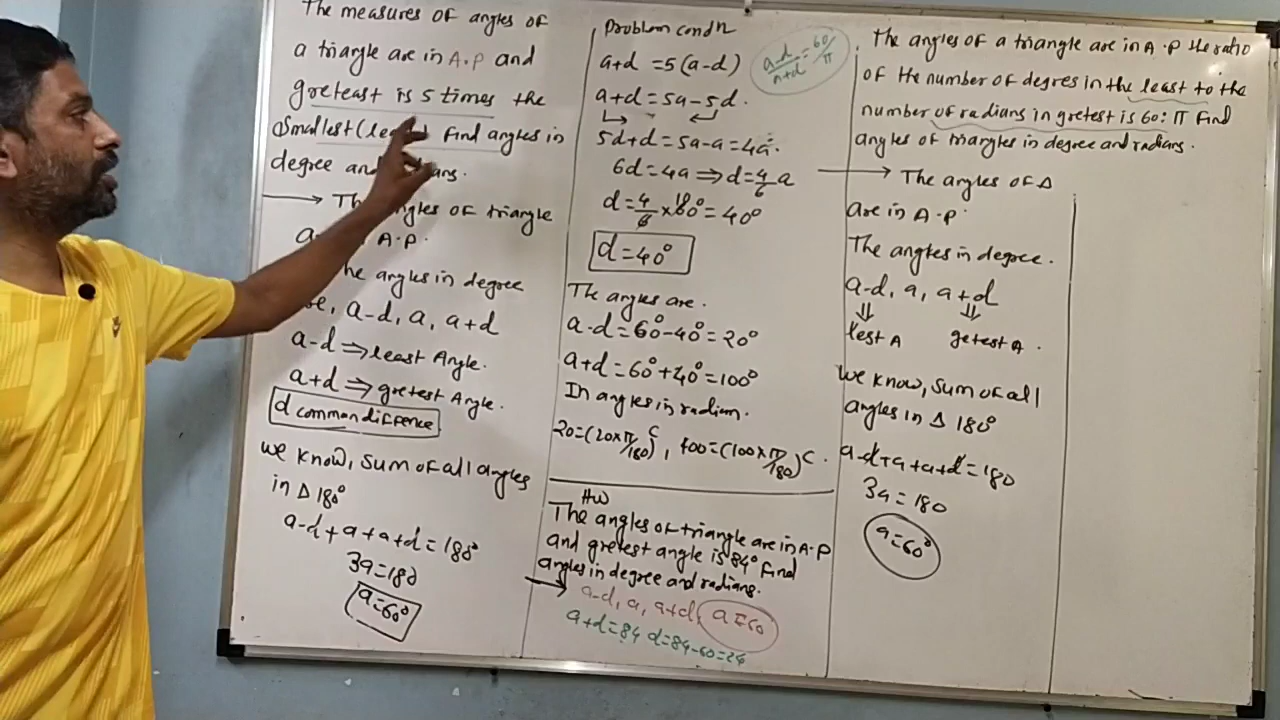 The measures of angles of
a triangle are in A.P and
greteast is 5 times the
Smallest (least) find angles in
degree and
→ The angles of triangle
A.P.
the angles in degree
a-d, a, a+d
a-d ⇒ least Angle.
a+d ⇒ gretest Angle.
d common diffence
we know, sum of all angles
in Δ 180°
a-d+a+a+d = 180°
3a=180
a=60°
Problem condn
a+d = 5(a-d)
a+d = 5a-5d.
5d+d = 5a-a = 4a.
6d = 4a ⇒ d = 4/6 a
d = 4/6 × 60° = 40°
d = 40°
The angles are.
a-d = 60°-40° = 20°
a+d = 60°+40° = 100°
In angles in radian.
20 = (20×π/180)ᶜ, 100 = (100×π/180)ᶜ.
HW
The angles of triangle are in A.P
and gretest angle is 84° find
angles in degree and radians.
→ a-d, a, a+d, a=60
a+d=84 d=84-60=24
a-d/a+d = 60/π
The angles of a triangle are in A.P the ratio
of the number of degres in the least to the
number of radians in gretest is 60:π find
angles of triangles in degree and radians.
→ The angles of Δ
are in A.P.
The angles in degree.
a-d, a, a+d
⇓ ⇓
lest A getest A.
we know, sum of all
angles in Δ 180°
a-d+a+a+d=180
3a=180
a=60°